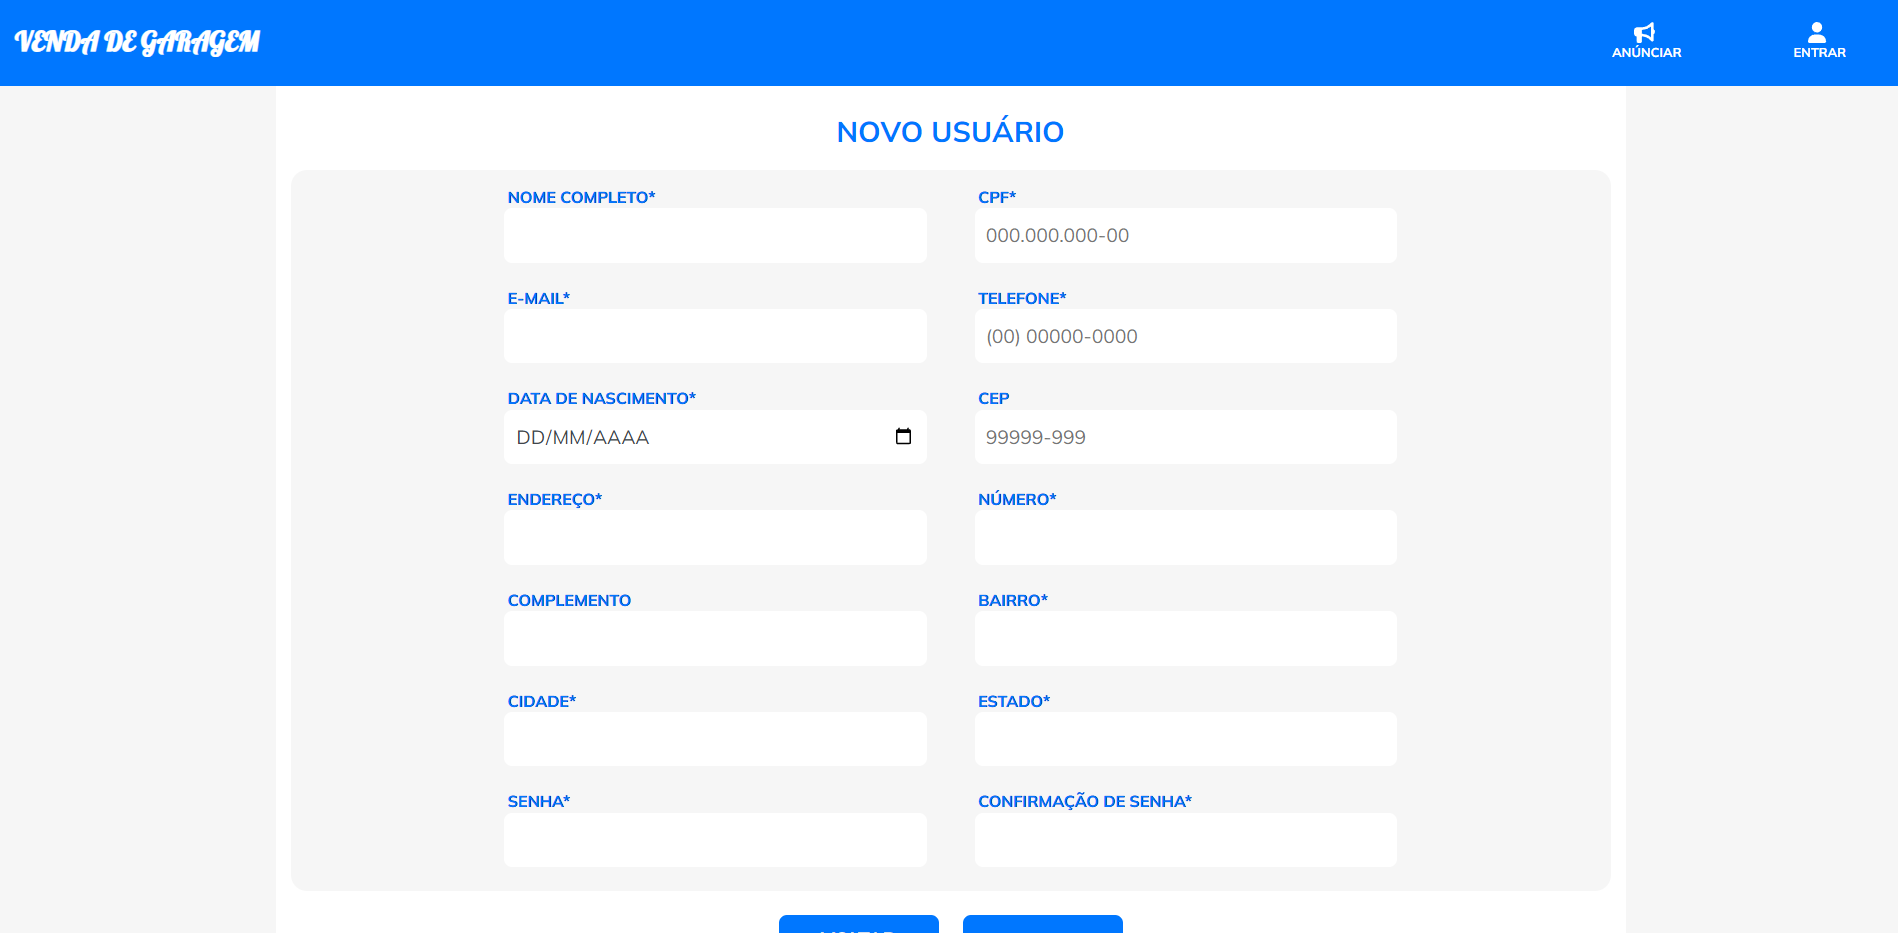 VENDA DE GARAGEM
ANÚNCIAR
ENTRAR
NOVO USUÁRIO
NOME COMPLETO*
CPF*
000.000.000-00
E-MAIL*
TELEFONE*
(00) 00000-0000
DATA DE NASCIMENTO*
CEP
DD/MM/AAAA
99999-999
ENDEREÇO*
NÚMERO*
COMPLEMENTO
BAIRRO*
CIDADE*
ESTADO*
SENHA*
CONFIRMAÇÃO DE SENHA*